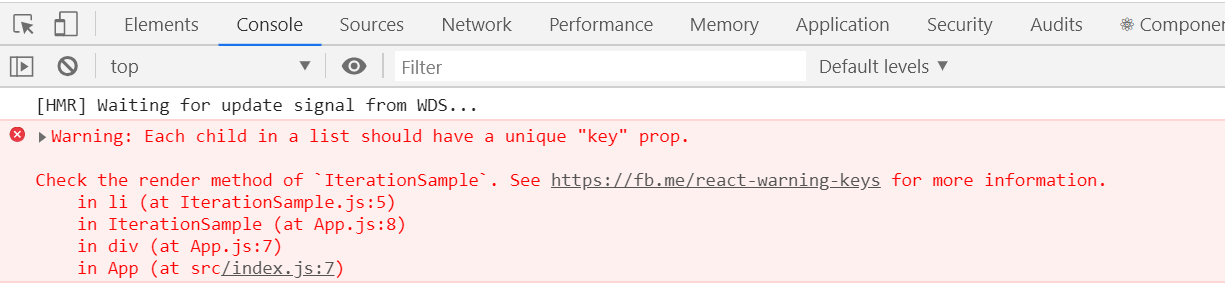 Elements Console Sources Network Performance Memory Application Security Audits
top Filter Default levels
[HMR] Waiting for update signal from WDS...
Warning: Each child in a list should have a unique "key" prop.
Check the render method of `IterationSample`. See https://fb.me/react-warning-keys for more information.
in li (at IterationSample.js:5)
in IterationSample (at App.js:8)
in div (at App.js:7)
in App (at src/index.js:7)